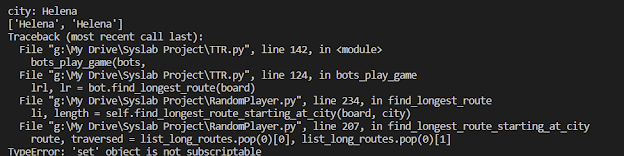 city: Helena
['Helena', 'Helena']
Traceback (most recent call last):
  File "g:\My Drive\Syslab Project\TTR.py", line 142, in <module>
    bots_play_game(bots,
  File "g:\My Drive\Syslab Project\TTR.py", line 124, in bots_play_game
    lrl, lr = bot.find_longest_route(board)
  File "g:\My Drive\Syslab Project\RandomPlayer.py", line 234, in find_longest_route
    li, length = self.find_longest_route_starting_at_city(board, city)
  File "g:\My Drive\Syslab Project\RandomPlayer.py", line 207, in find_longest_route_starting_at_city
    route, traversed = list_long_routes.pop(0)[0], list_long_routes.pop(0)[1]
TypeError: 'set' object is not subscriptable